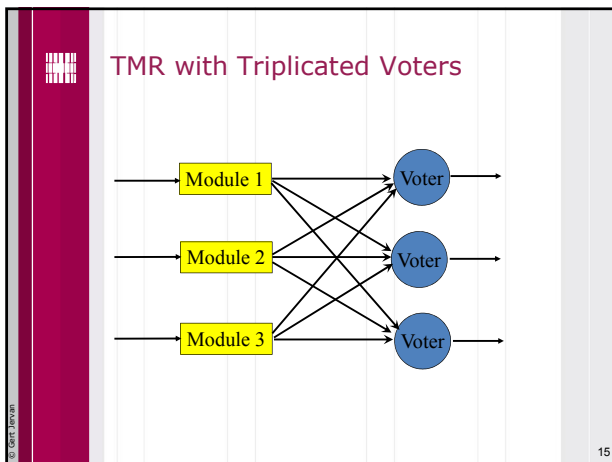 TMR with Triplicated Voters
Module 1
Voter
Module 2
Voter
Module 3
Voter
© Gert Jervan
15